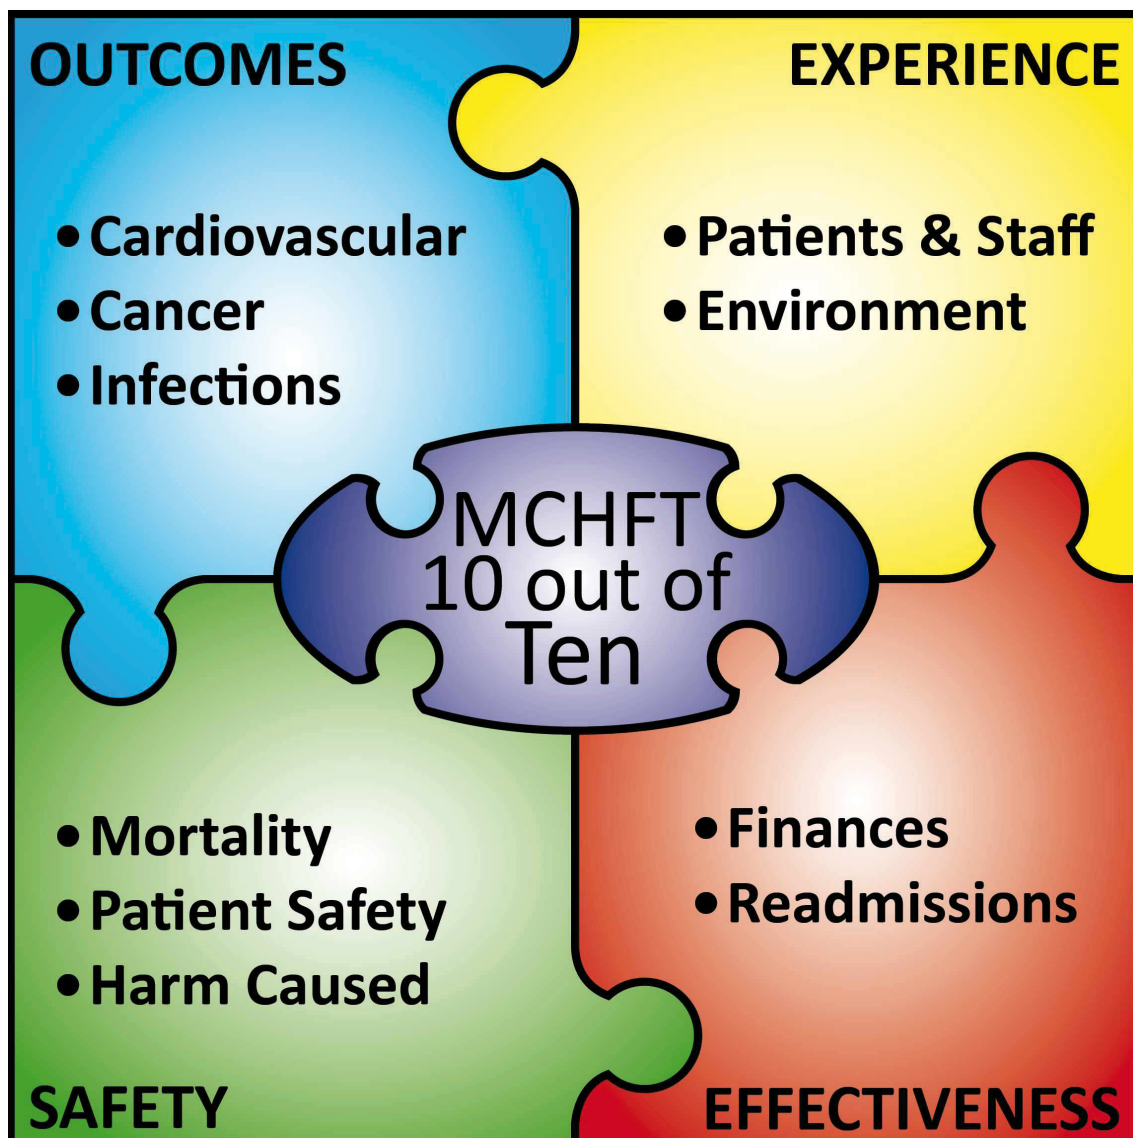 OUTCOMES
• Cardiovascular
• Cancer
• Infections
EXPERIENCE
• Patients & Staff
• Environment
MCHFT
10 out of
Ten
• Mortality
• Patient Safety
• Harm Caused
SAFETY
• Finances
• Readmissions
EFFECTIVENESS